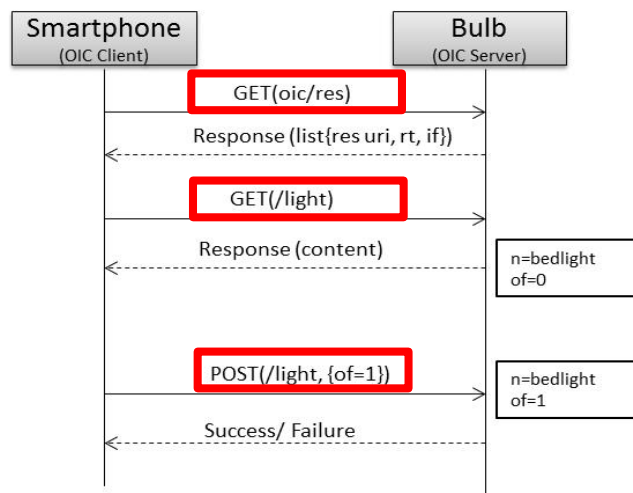 Smartphone
(OIC Client)
Bulb
(OIC Server)
GET(oic/res)
Response (list{res uri, rt, if})
GET(/light)
Response (content)
n=bedlight
of=0
POST(/light, {of=1})
n=bedlight
of=1
Success/ Failure